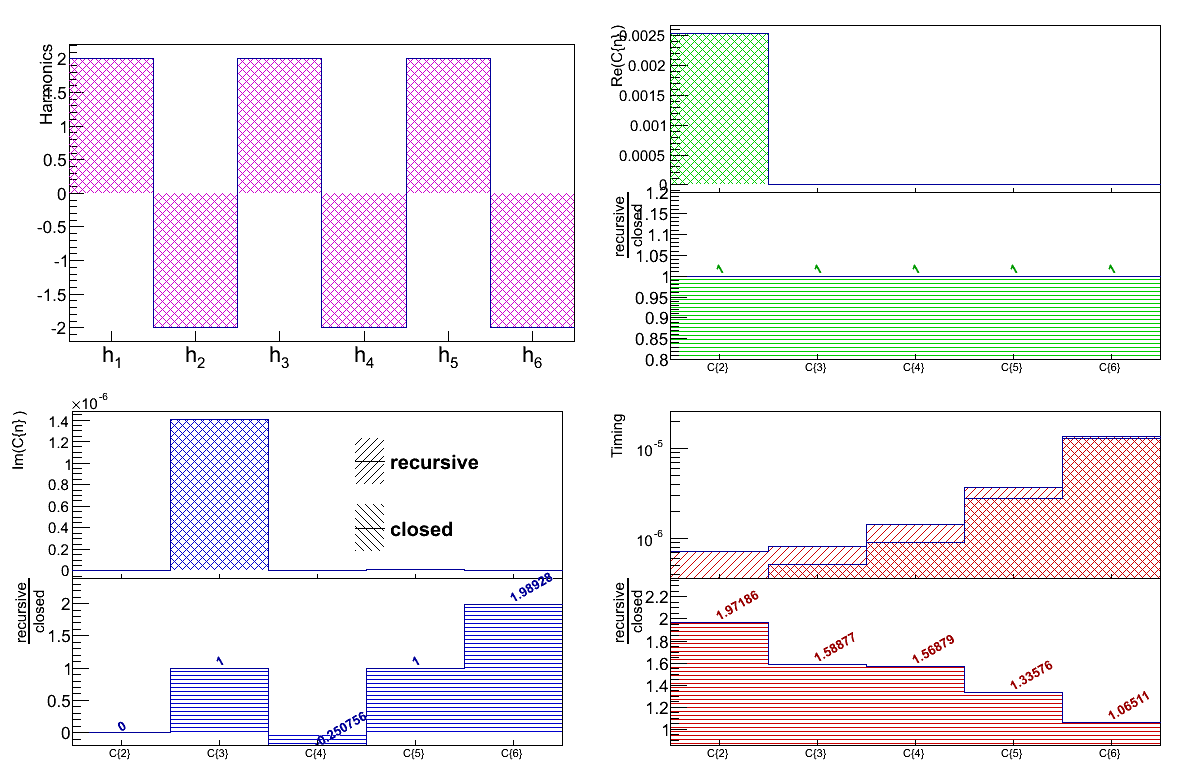 Harmonics
2
1.5
1
0.5
0
-0.5
-1
-1.5
-2
h1
h2
h3
h4
h5
h6
Re(C{n} )
0.0025
0.002
0.0015
0.001
0.0005
0
recursive
closed
1.2
1.15
1.1
1.05
1
0.95
0.9
0.85
0.8
1
1
1
1
1
C{2}
C{3}
C{4}
C{5}
C{6}
×10-6
Im(C{n} )
1.4
1.2
1
0.8
0.6
0.4
0.2
0
recursive
closed
recursive
closed
2
1.5
1
0.5
0
0
1
-0.250756
1
1.98928
C{2}
C{3}
C{4}
C{5}
C{6}
Timing
10-5
10-6
recursive
closed
2.2
2
1.8
1.6
1.4
1.2
1
1.97186
1.58877
1.56879
1.33576
1.06511
C{2}
C{3}
C{4}
C{5}
C{6}